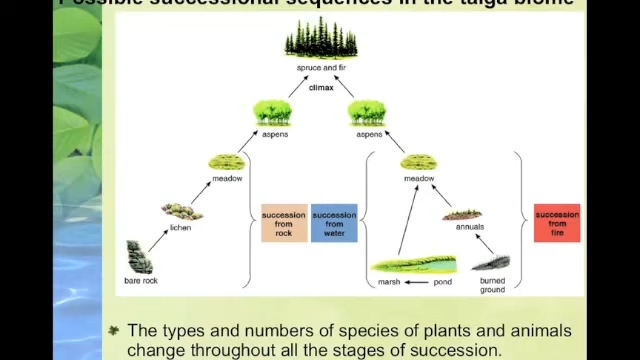 Possible successional sequences in the taiga biome
spruce and fir
climax
aspens
aspens
meadow
meadow
lichen
succession
from
rock
succession
from
water
annuals
succession
from
fire
bare rock
marsh
pond
burned
ground
The types and numbers of species of plants and animals
change throughout all the stages of succession.